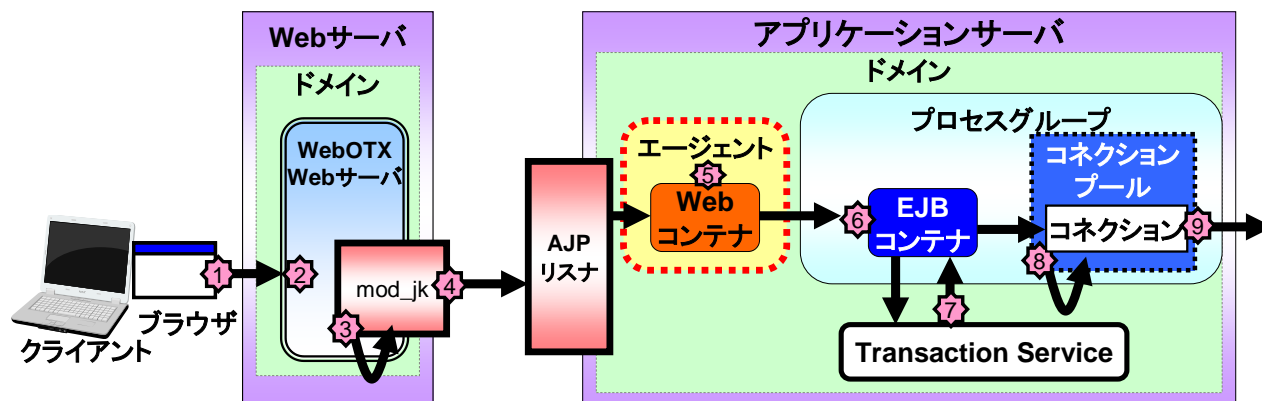 Webサーバ
ドメイン
WebOTX
Webサーバ
mod_jk
1
2
3
4
ブラウザ
クライアント
アプリケーションサーバ
ドメイン
AJP
リスナ
エージェント
5
Web
コンテナ
プロセスグループ
6
EJB
コンテナ
コネクション
プール
コネクション
8
9
7
Transaction Service